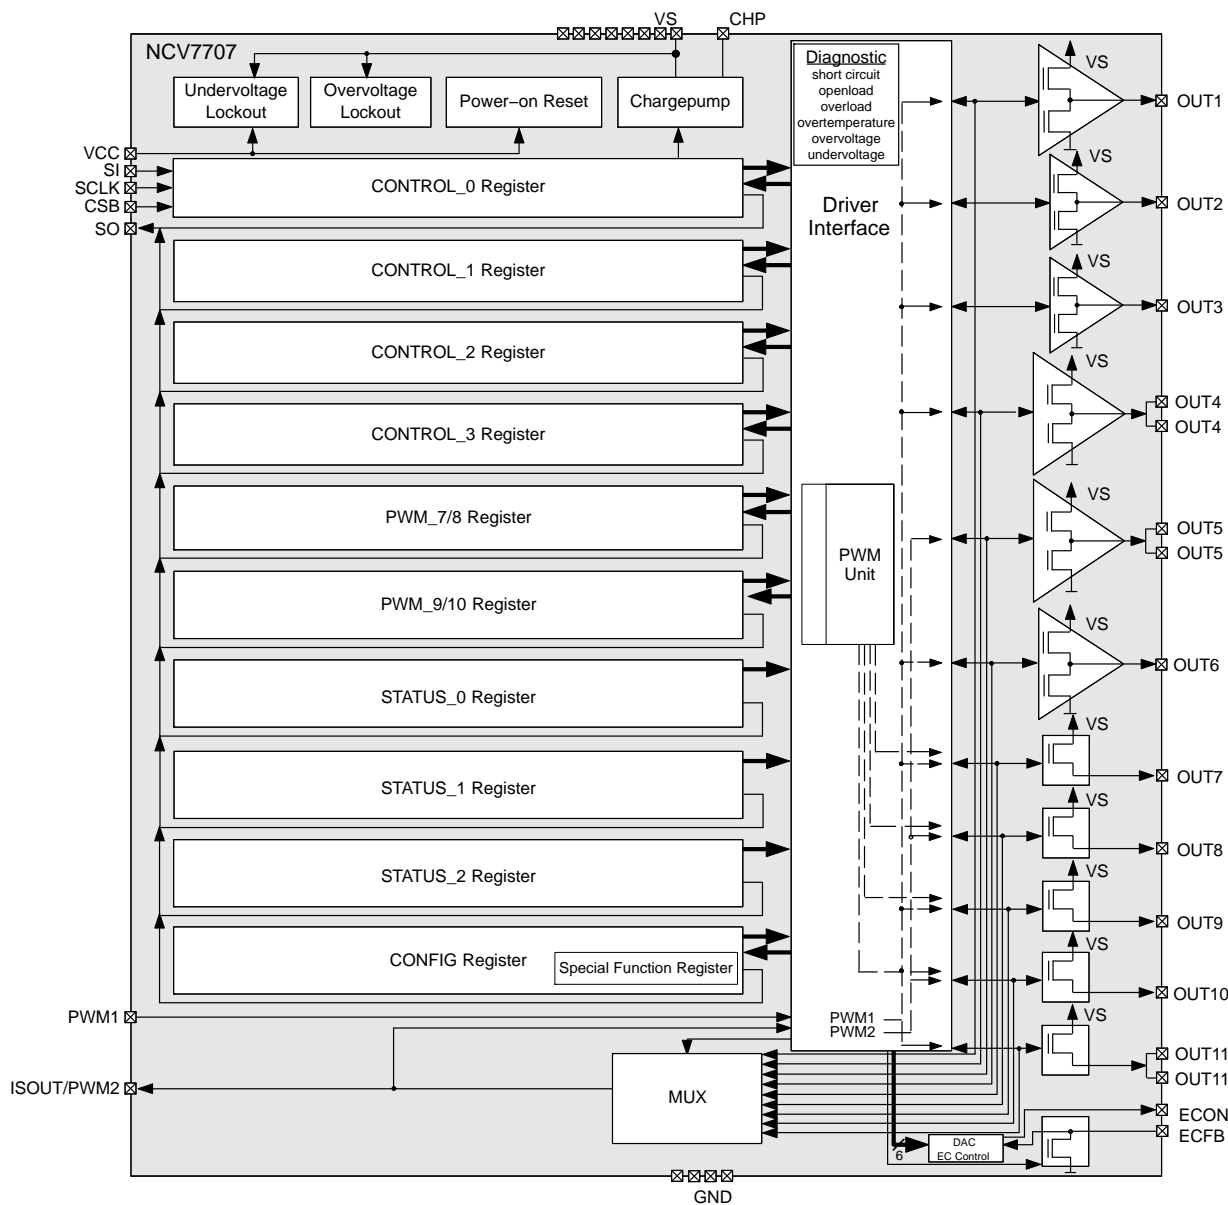 VS
CHP
NCV7707
Undervoltage
Lockout
Overvoltage
Lockout
Power−on Reset
Chargepump
Diagnostic
short circuit
openload
overload
overtemperature
overvoltage
undervoltage
VS
OUT1
VCC
SI
SCLK
CSB
SO
CONTROL_0 Register
Driver
Interface
VS
OUT2
CONTROL_1 Register
VS
OUT3
CONTROL_2 Register
VS
OUT4
OUT4
CONTROL_3 Register
PWM_7/8 Register
PWM
Unit
VS
OUT5
OUT5
PWM_9/10 Register
VS
OUT6
STATUS_0 Register
VS
OUT7
STATUS_1 Register
VS
OUT8
STATUS_2 Register
VS
OUT9
CONFIG Register
Special Function Register
VS
OUT10
PWM1
PWM1
PWM2
VS
OUT11
OUT11
ISOUT/PWM2
MUX
6
DAC
EC Control
ECON
ECFB
GND